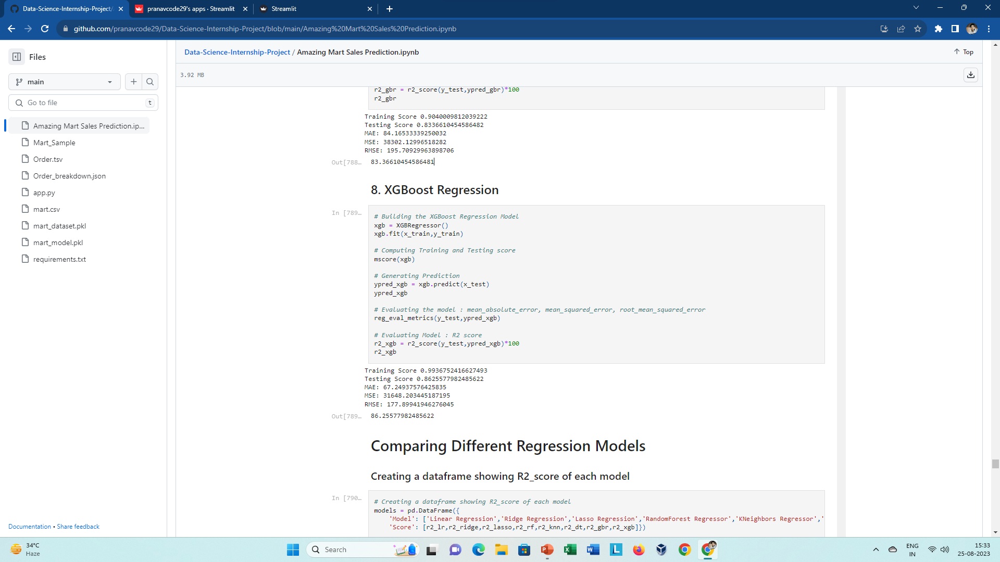 Data-Science-Internship-Project/
pranavcode29's apps · Streamlit
Streamlit
github.com/pranavcode29/Data-Science-Internship-Project/blob/main/Amazing%20Mart%20Sales%20Prediction.ipynb
Files
main
Go to file
t
Amazing Mart Sales Prediction.ip...
Mart_Sample
Order.tsv
Order_breakdown.json
app.py
mart.csv
mart_dataset.pkl
mart_model.pkl
requirements.txt
Documentation • Share feedback
Data-Science-Internship-Project / Amazing Mart Sales Prediction.ipynb
Top
3.92 MB
r2_gbr = r2_score(y_test,ypred_gbr)*100
r2_gbr
Training Score 0.9040009812039222
Testing Score 0.8336610454586482
MAE: 84.16533339250032
MSE: 38302.12996518282
RMSE: 195.70929963898706
Out[788… 83.36610454586481
8. XGBoost Regression
In [789…
# Building the XGBoost Regression Model
xgb = XGBRegressor()
xgb.fit(x_train,y_train)
# Computing Training and Testing score
mscore(xgb)
# Generating Prediction
ypred_xgb = xgb.predict(x_test)
ypred_xgb
# Evaluating the model : mean_absolute_error, mean_squared_error, root_mean_squared_error
reg_eval_metrics(y_test,ypred_xgb)
# Evaluating Model : R2 score
r2_xgb = r2_score(y_test,ypred_xgb)*100
r2_xgb
Training Score 0.9936752416627493
Testing Score 0.8625577982485622
MAE: 67.24937576425835
MSE: 31648.203445187195
RMSE: 177.89941946276045
Out[789… 86.25577982485622
Comparing Different Regression Models
Creating a dataframe showing R2_score of each model
In [790…
# Creating a dataframe showing R2_score of each model
models = pd.DataFrame({
'Model': ['Linear Regression','Ridge Regression','Lasso Regression','RandomForest Regressor','KNeighbors Regressor','
'Score': [r2_lr,r2_ridge,r2_lasso,r2_rf,r2_knn,r2_dt,r2_gbr,r2_xgb]})
34°C
Haze
Search
ENG
IN
15:33
25-08-2023